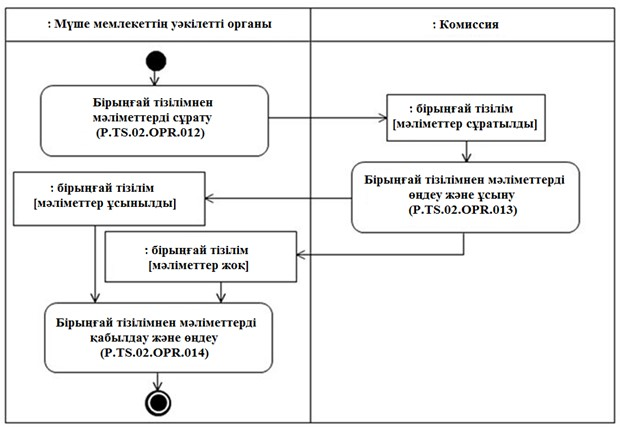 : Мүше мемлекеттің уәкілетті органы
: Комиссия
Бірыңғай тізілімнен
мәліметтерді сұрату
(P.TS.02.OPR.012)
: бірыңғай тізілім
[мәліметтер сұратылды]
Бірыңғай тізілімнен мәліметтерді
өңдеу және ұсыну
(P.TS.02.OPR.013)
: бірыңғай тізілім
[мәліметтер ұсынылды]
: бірыңғай тізілім
[мәліметтер жоқ]
Бірыңғай тізілімнен мәліметтерді
қабылдау және өңдеу
(P.TS.02.OPR.014)